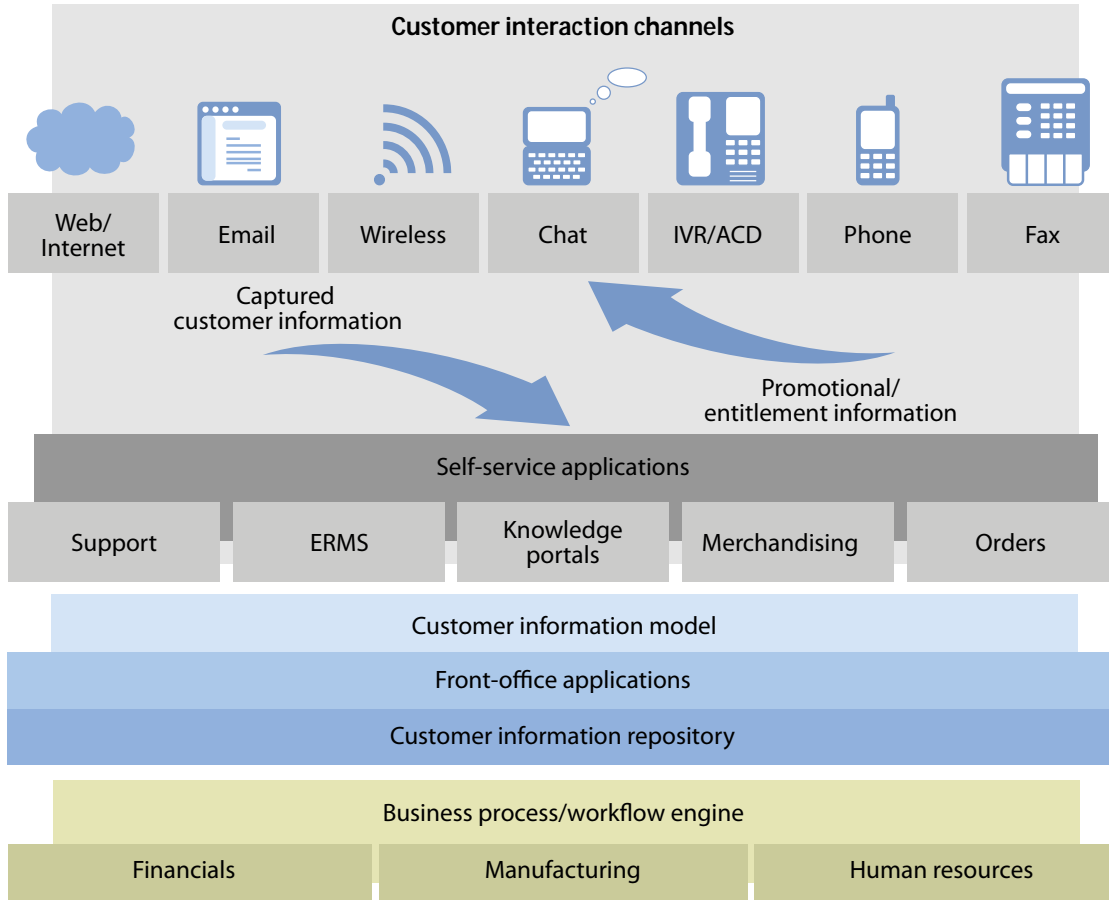 Customer interaction channels
Web/
Internet
Email
Wireless
Chat
IVR/ACD
Phone
Fax
Captured
customer information
Promotional/
entitlement information
Self-service applications
Support
ERMS
Knowledge
portals
Merchandising
Orders
Customer information model
Front-office applications
Customer information repository
Business process/workflow engine
Financials
Manufacturing
Human resources